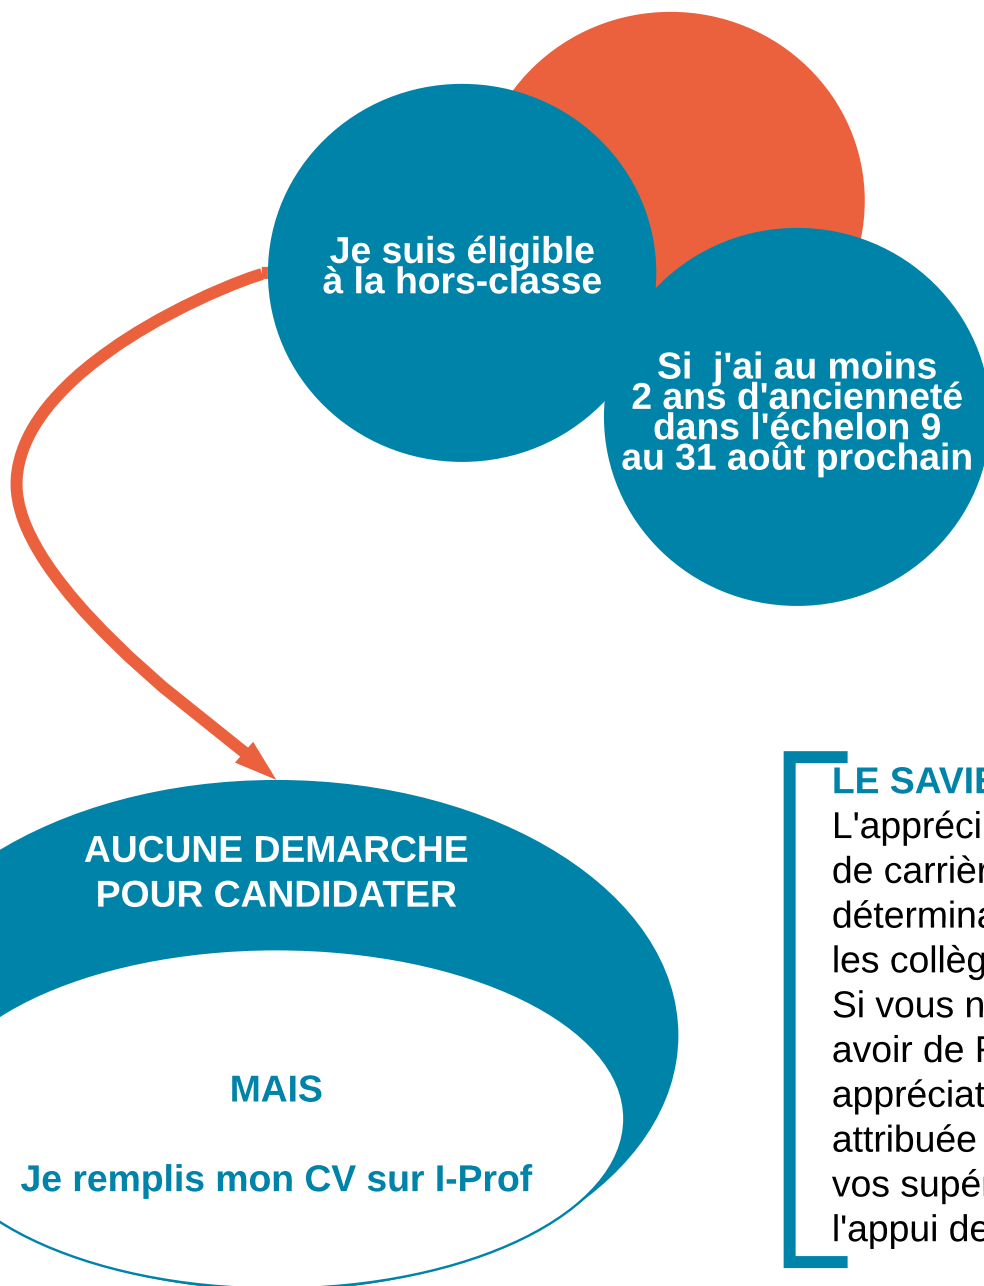 Je suis éligible
à la hors-classe
Si  j'ai au moins
2 ans d'ancienneté
dans l'échelon 9
au 31 août prochain
AUCUNE DEMARCHE
POUR CANDIDATER
MAIS
Je remplis mon CV sur I-Prof
LE
L'appréci
de carrièr
détermina
les collèg
Si vous n
avoir de
appréciat
attribuée
vos supér
l'appui de